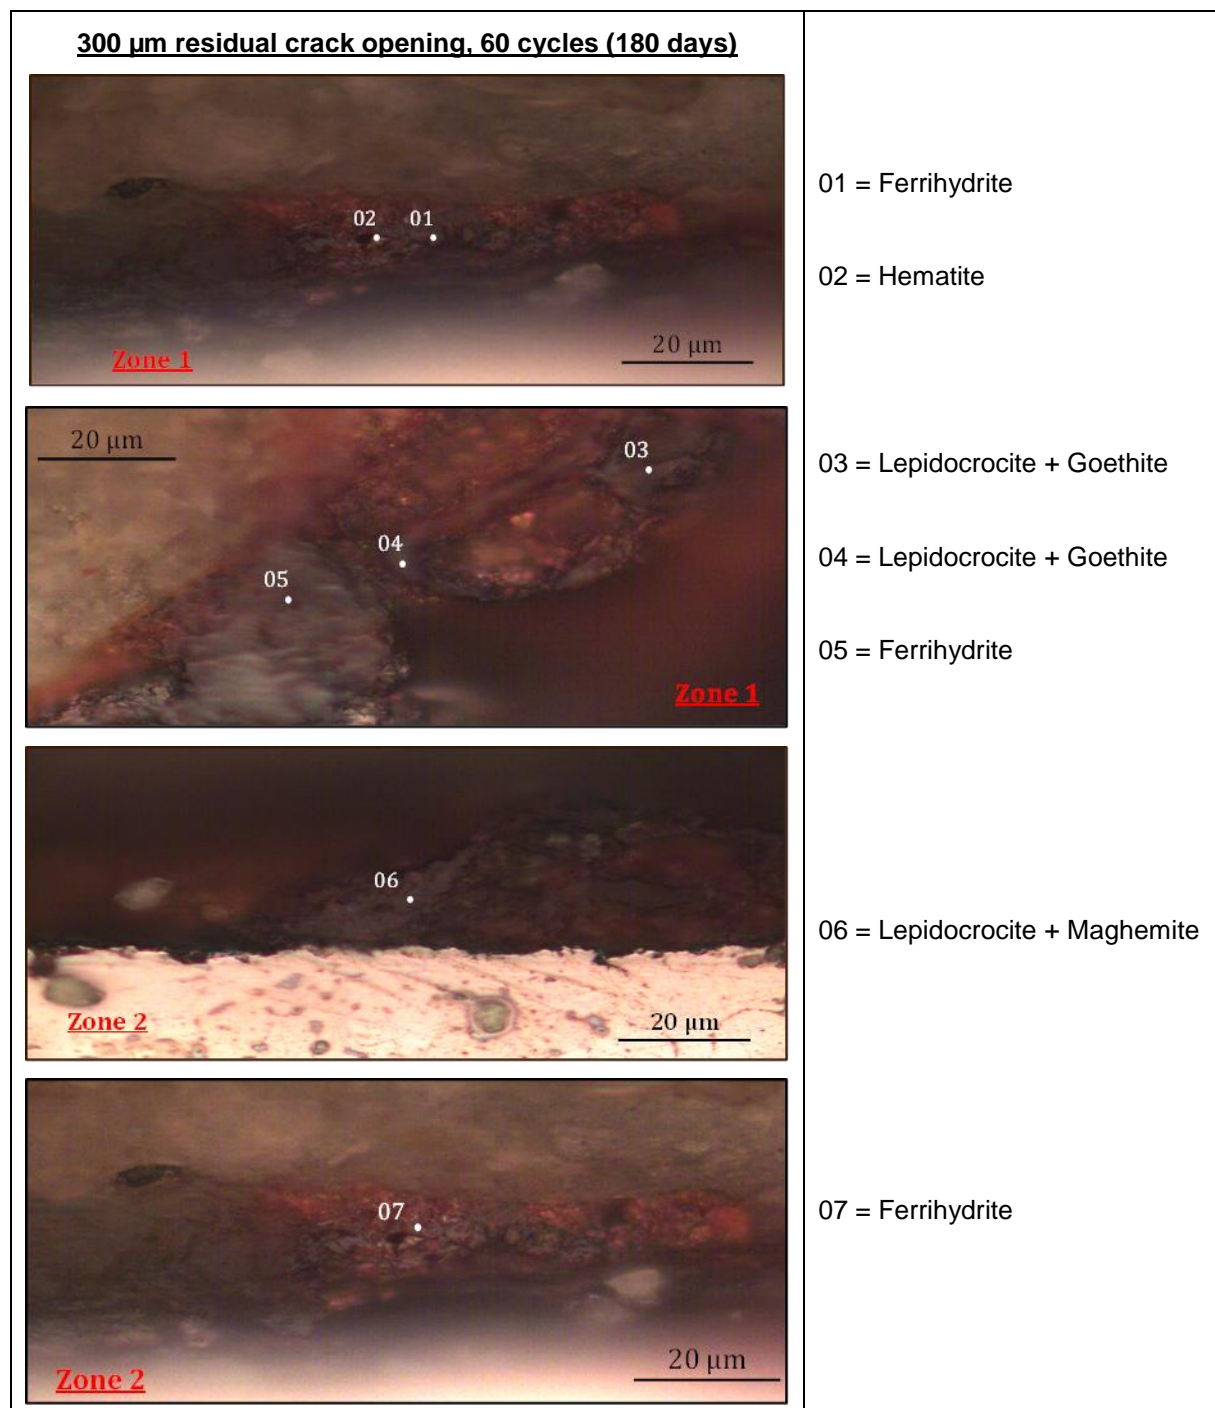 300 µm residual crack opening, 60 cycles (180 days)
02 01
Zone 1
20 µm
01 = Ferrihydrite
02 = Hematite
20 µm
03
04
05
Zone 1
03 = Lepidocrocite + Goethite
04 = Lepidocrocite + Goethite
05 = Ferrihydrite
06
Zone 2
20 µm
06 = Lepidocrocite + Maghemite
07
20 µm
Zone 2
07 = Ferrihydrite